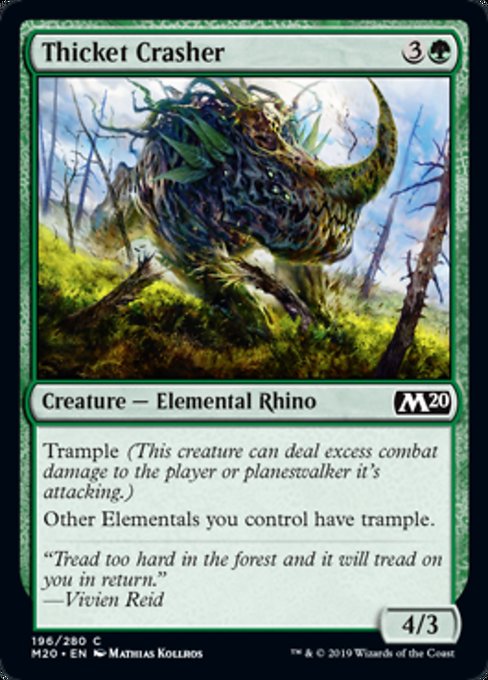 Thicket Crasher 3
Creature — Elemental Rhino M20
Trample (This creature can deal excess combat
damage to the player or planeswalker it's
attacking.)
Other Elementals you control have trample.
"Tread too hard in the forest and it will tread on
you in return."
—Vivien Reid
4/3
196/280 C
M20 • EN Mathias Kollros ™ & © 2019 Wizards of the Coast